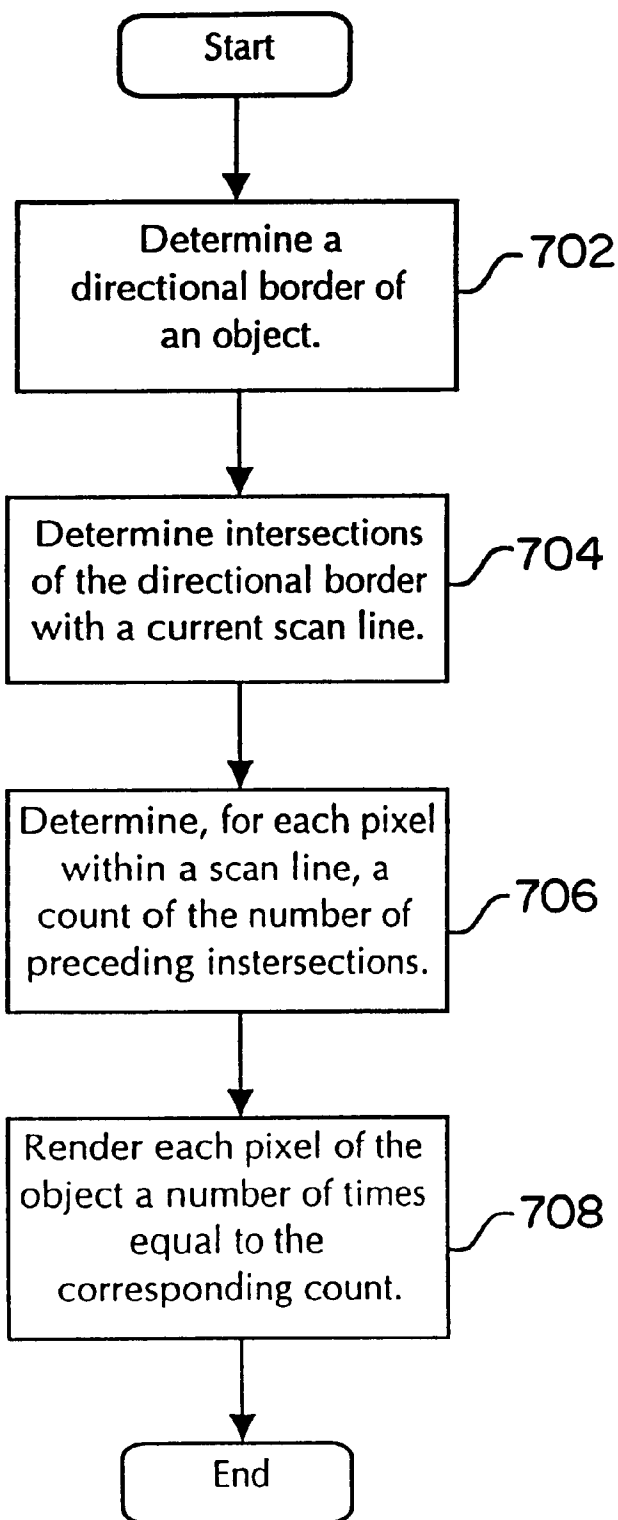 Start
Determine a
directional border of
an object.
702
Determine intersections
of the directional border
with a current scan line.
704
Determine, for each pixel
within a scan line, a
count of the number of
preceding instersections.
706
Render each pixel of the
object a number of times
equal to the
corresponding count.
708
End